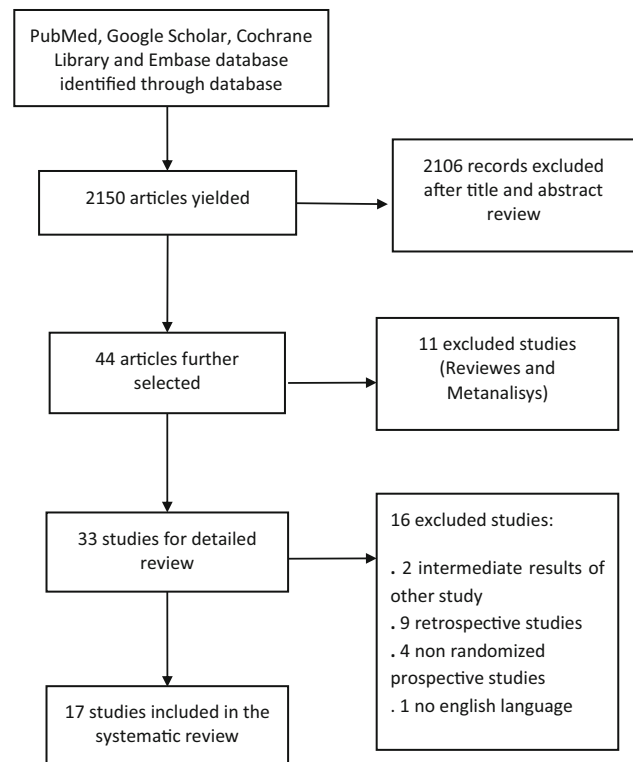 PubMed, Google Scholar, Cochrane
Library and Embase database
identified through database
2150 articles yielded
2106 records excluded
after title and abstract
review
44 articles further
selected
11 excluded studies
(Reviewes and
Metanalisys)
33 studies for detailed
review
16 excluded studies:
. 2 intermediate results of
other study
. 9 retrospective studies
. 4 non randomized
prospective studies
. 1 no english language
17 studies included in the
systematic review